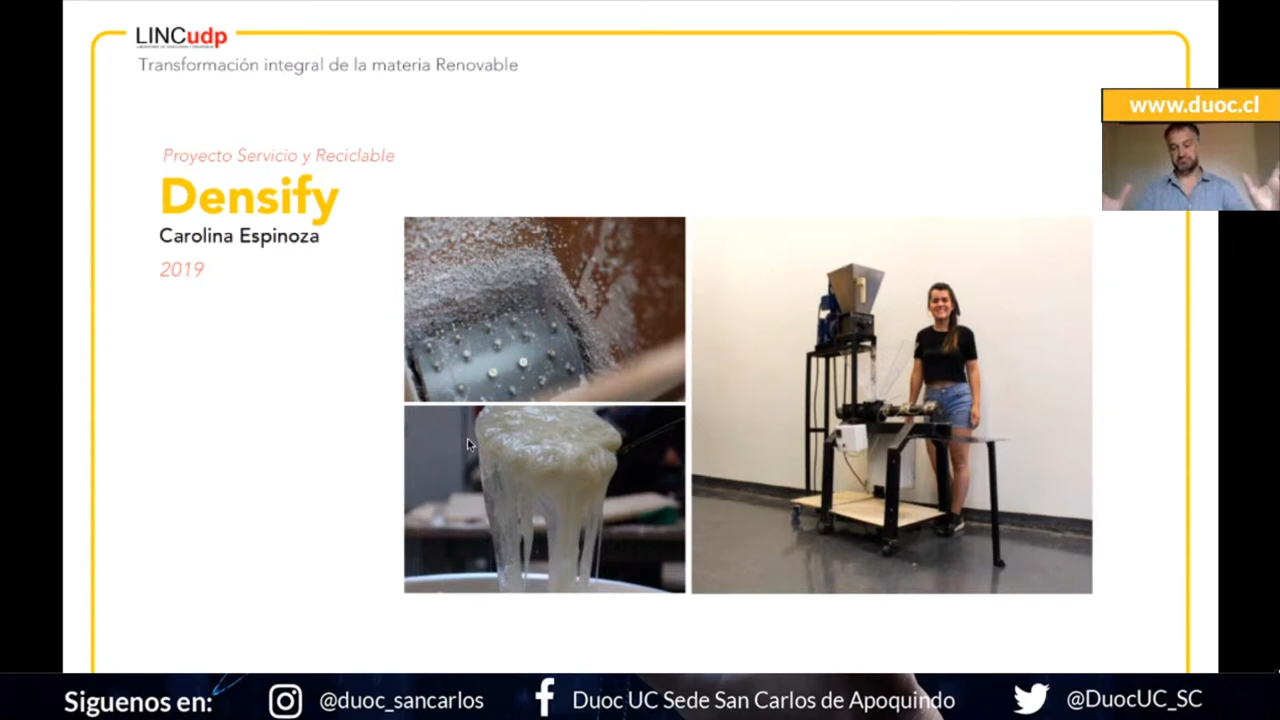 LINCudp
Transformación integral de la materia Renovable
www.duoc.cl
Proyecto Servicio y Reciclable
Densify
Carolina Espinoza
2019
Siguenos en:
@duoc_sancarlos
Duoc UC Sede San Carlos de Apoquindo
@DuocUC_SC